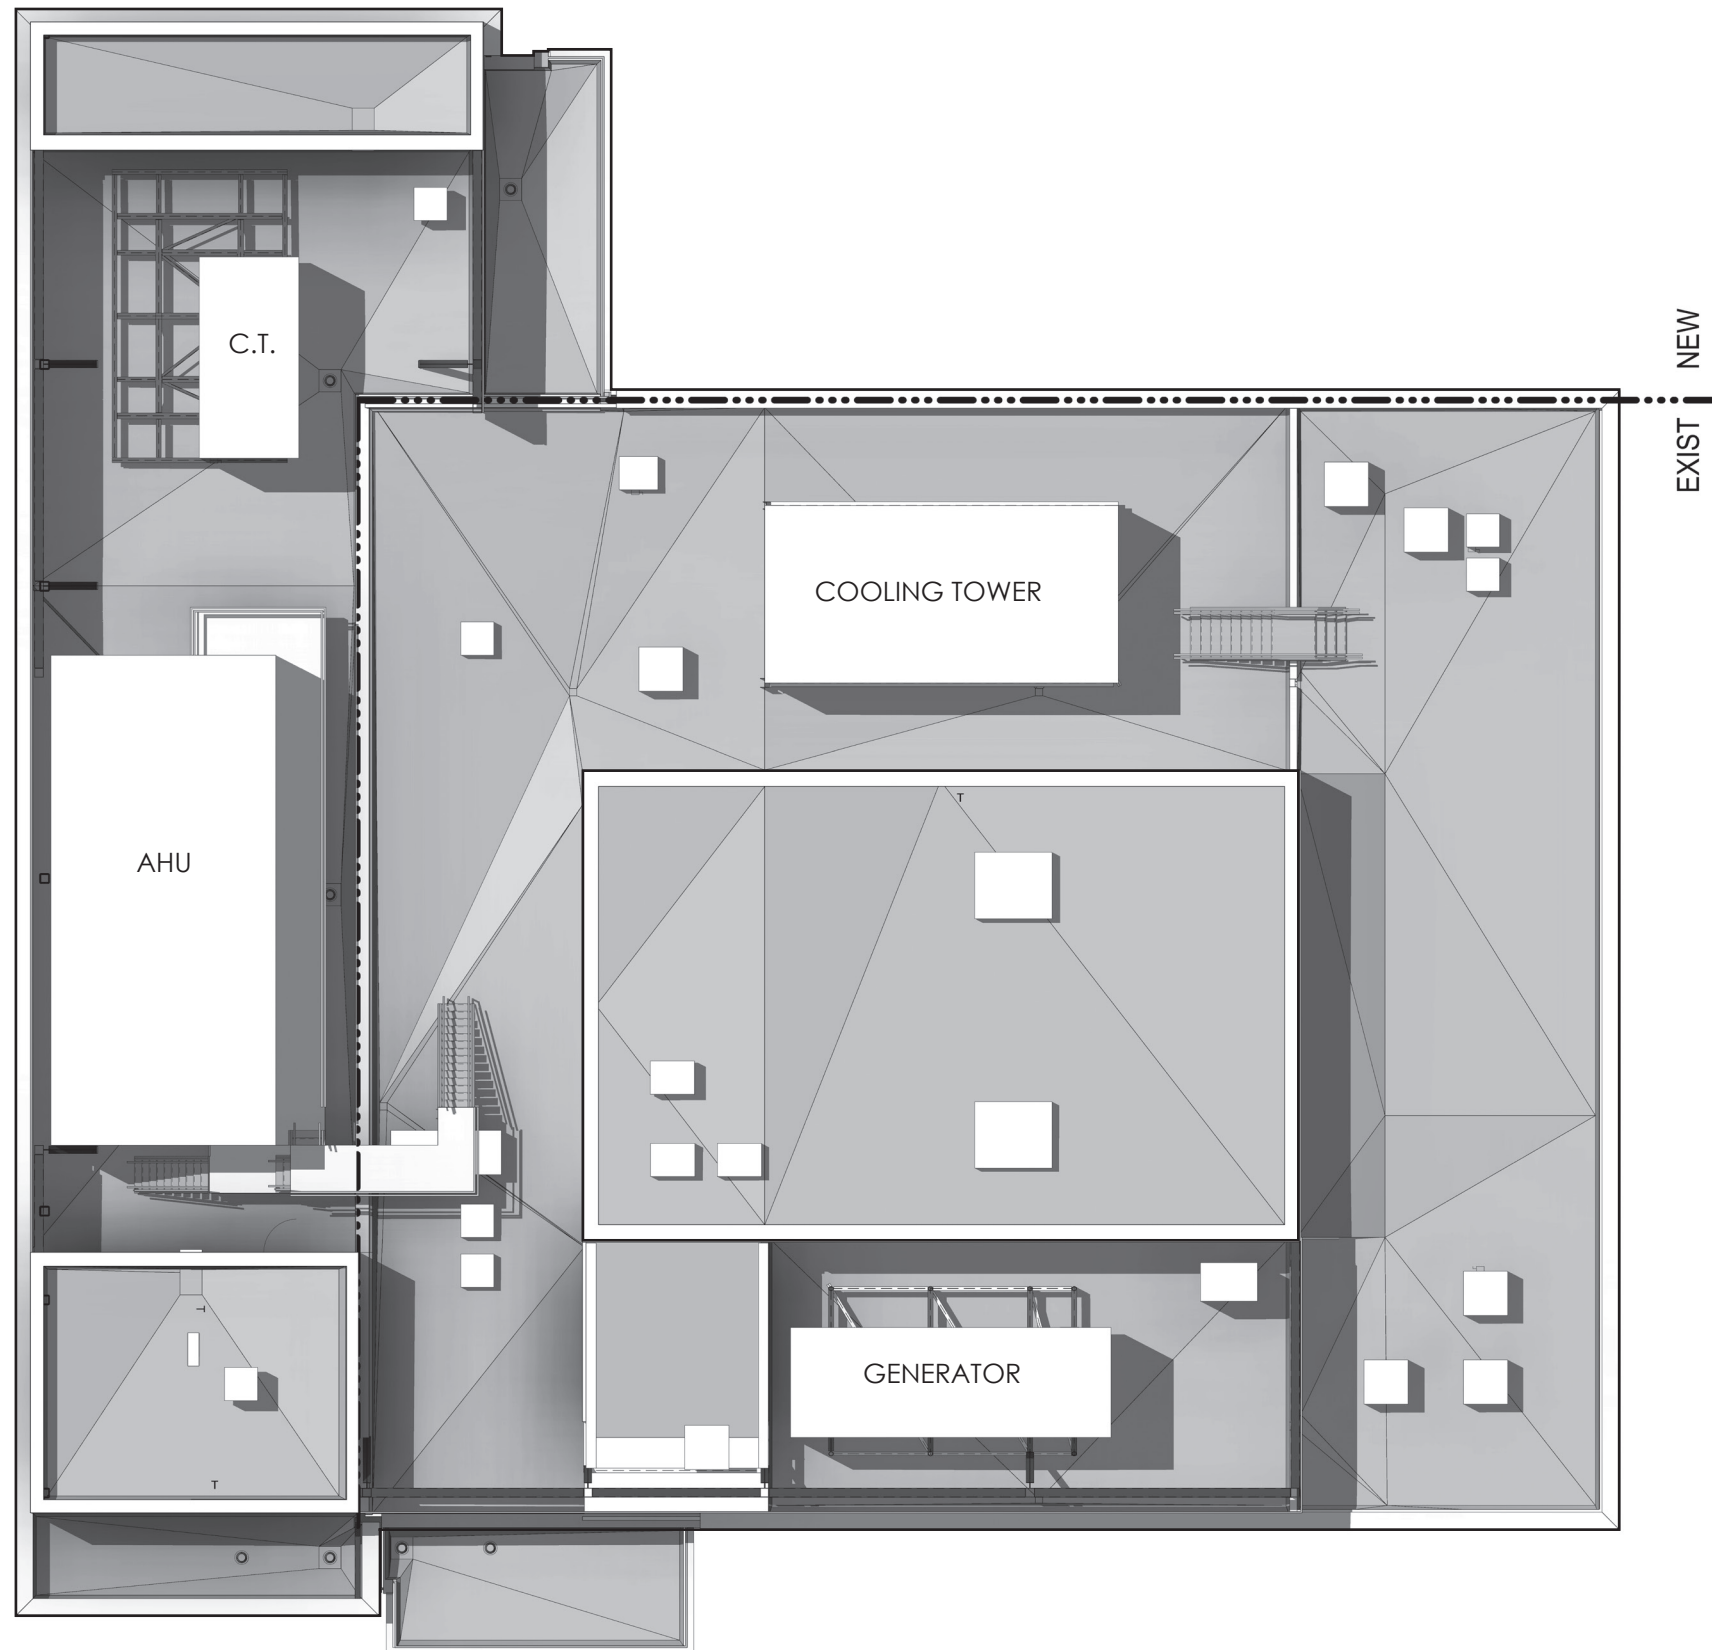 NEW
C.T.
EXIST
COOLING TOWER
T
AHU
T
GENERATOR
T